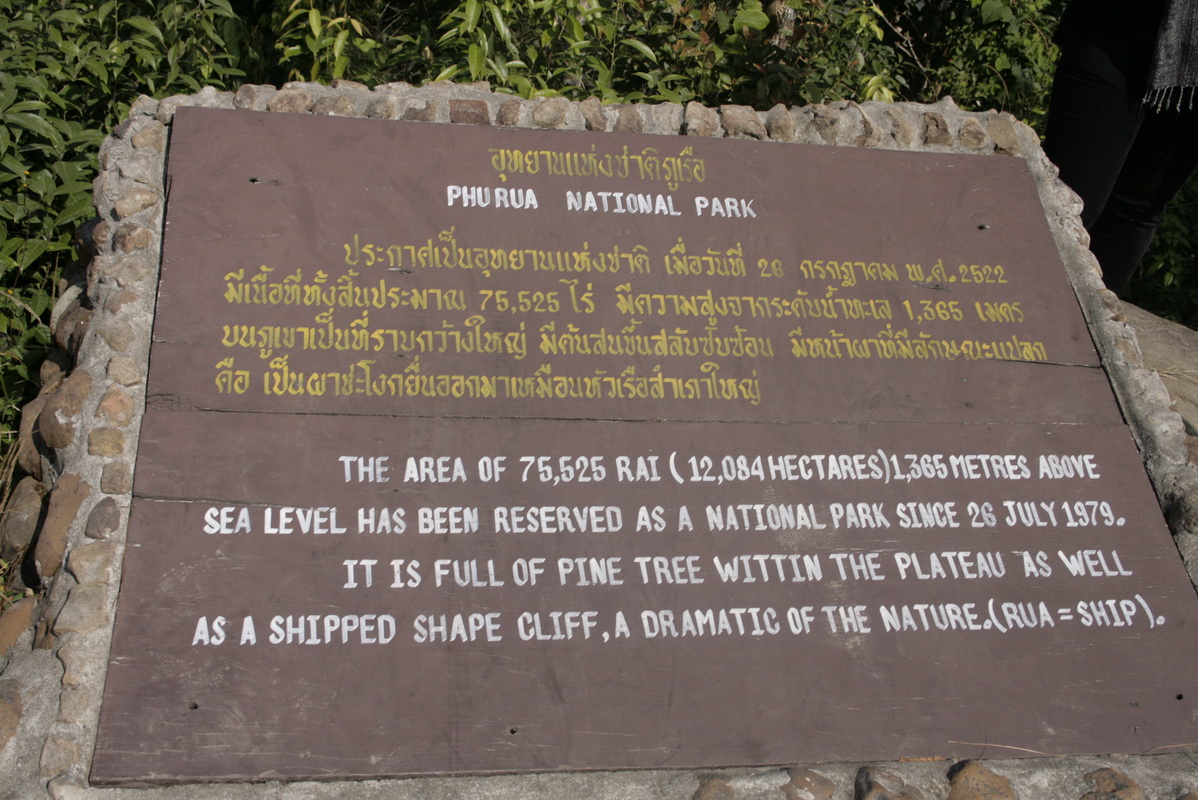 อุทยานแห่งชาติภูเรือ
PHU RUA NATIONAL PARK
ประกาศเป็นอุทยานแห่งชาติ เมื่อวันที่ 26 กรกฎาคม พ.ศ.2522
มีเนื้อที่ทั้งสิ้นประมาณ 75,525 ไร่ มีความสูงจากระดับน้ำทะเล 1,365 เมตร
บนภูเขาเป็นที่ราบกว้างใหญ่ มีต้นสนขึ้นสลับซับซ้อน มีหน้าผาที่มีลักษณะแปลก
คือ เป็นผาชะโงกยื่นออกมาเหมือนหัวเรือสำเภาใหญ่
THE AREA OF 75,525 RAI (12,084 HECTARES) 1,365 METRES ABOVE
SEA LEVEL HAS BEEN RESERVED AS A NATIONAL PARK SINCE 26 JULY 1979.
IT IS FULL OF PINE TREE WITTIN THE PLATEAU AS WELL
AS A SHIPPED SHAPE CLIFF, A DRAMATIC OF THE NATURE.(RUA = SHIP).